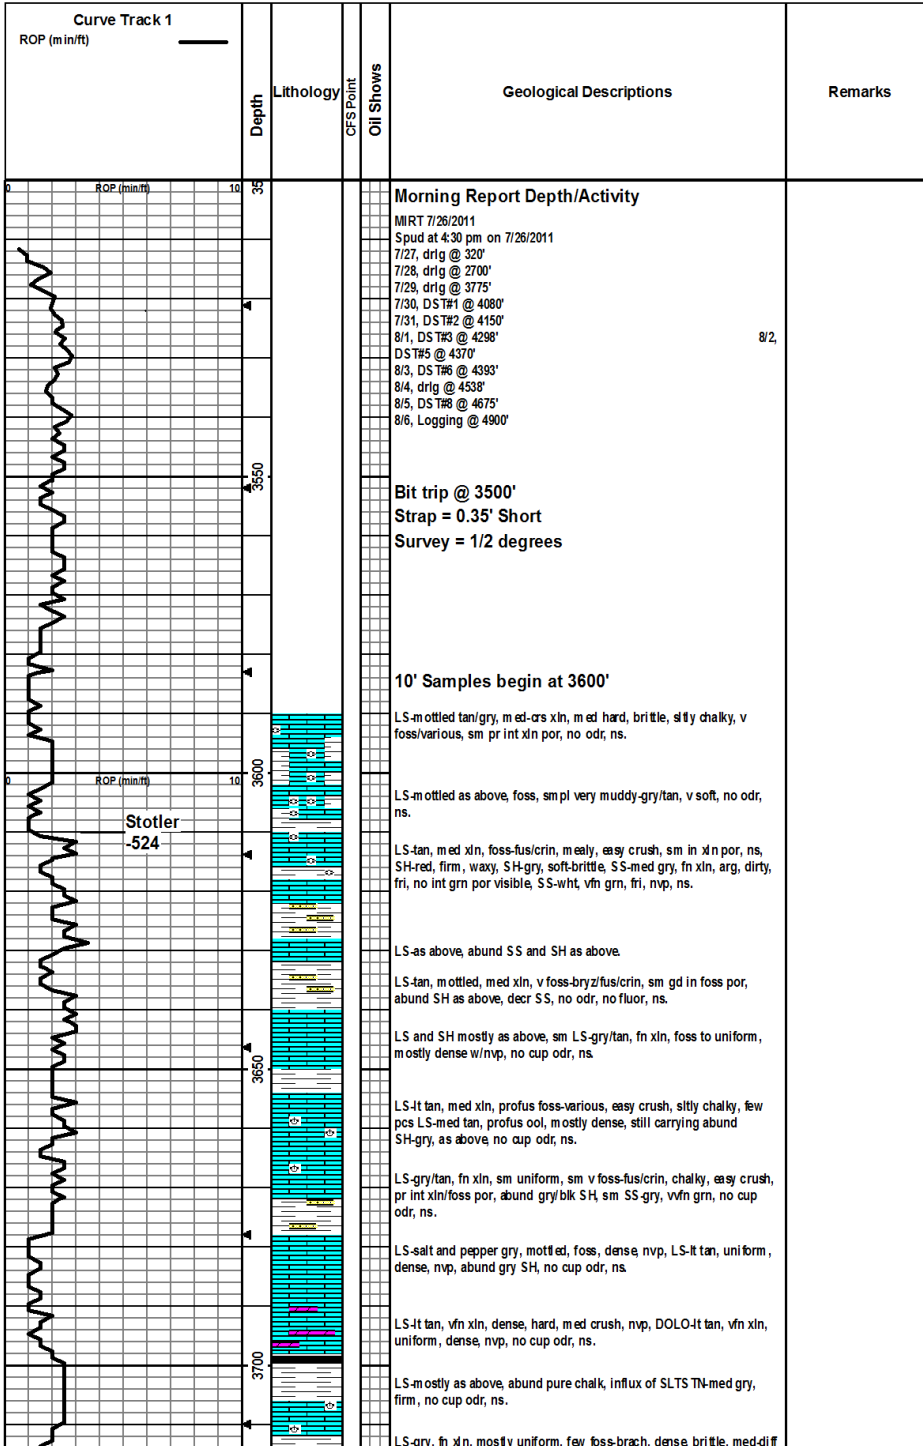 Curve Track 1
ROP (min/ft)
Depth
Lithology
CFS Point
Oil Shows
Geological Descriptions
Remarks
0 ROP (min/ft) 10
35
Morning Report Depth/Activity
MIRT 7/26/2011
Spud at 4:30 pm on 7/26/2011
7/27, drlg @ 320'
7/28, drlg @ 2700'
7/29, drlg @ 3775'
7/30, DST#1 @ 4080'
7/31, DST#2 @ 4150'
8/1, DST#3 @ 4298' 8/2,
DST#5 @ 4370'
8/3, DST#6 @ 4393'
8/4, drlg @ 4538'
8/5, DST#8 @ 4675'
8/6, Logging @ 4900'
3550
Bit trip @ 3500'
Strap = 0.35' Short
Survey = 1/2 degrees
10' Samples begin at 3600'
LS-mottled tan/gry, med-crs xln, med hard, brittle, sltly chalky, v
foss/various, sm pr int xln por, no odr, ns.
0 ROP (min/ft) 10
3600
LS-mottled as above, foss, smpl very muddy-gry/tan, v soft, no odr,
ns.
Stotler
-524
LS-tan, med xln, foss-fus/crin, mealy, easy crush, sm in xln por, ns,
SH-red, firm, waxy, SH-gry, soft-brittle, SS-med gry, fn xln, arg, dirty,
fri, no int grn por visible, SS-wht, vfn grn, fri, nvp, ns.
LS-as above, abund SS and SH as above.
LS-tan, mottled, med xln, v foss-bryz/fus/crin, sm gd in foss por,
abund SH as above, decr SS, no odr, no fluor, ns.
LS and SH mostly as above, sm LS-gry/tan, fn xln, foss to uniform,
mostly dense w/nvp, no cup odr, ns.
3650
LS-lt tan, med xln, profus foss-various, easy crush, sltly chalky, few
pcs LS-med tan, profus ool, mostly dense, still carrying abund
SH-gry, as above, no cup odr, ns.
LS-gry/tan, fn xln, sm uniform, sm v foss-fus/crin, chalky, easy crush,
pr int xln/foss por, abund gry/blk SH, sm SS-gry, vvfn grn, no cup
odr, ns.
LS-salt and pepper gry, mottled, foss, dense, nvp, LS-lt tan, uniform,
dense, nvp, abund gry SH, no cup odr, ns.
LS-lt tan, vfn xln, dense, hard, med crush, nvp, DOLO-lt tan, vfn xln,
uniform, dense, nvp, no cup odr, ns.
3700
LS-mostly as above, abund pure chalk, influx of SLTSTN-med gry,
firm, no cup odr, ns.
LS-gry, fn xln, mostly uniform, few foss-brach, dense, brittle, med-diff